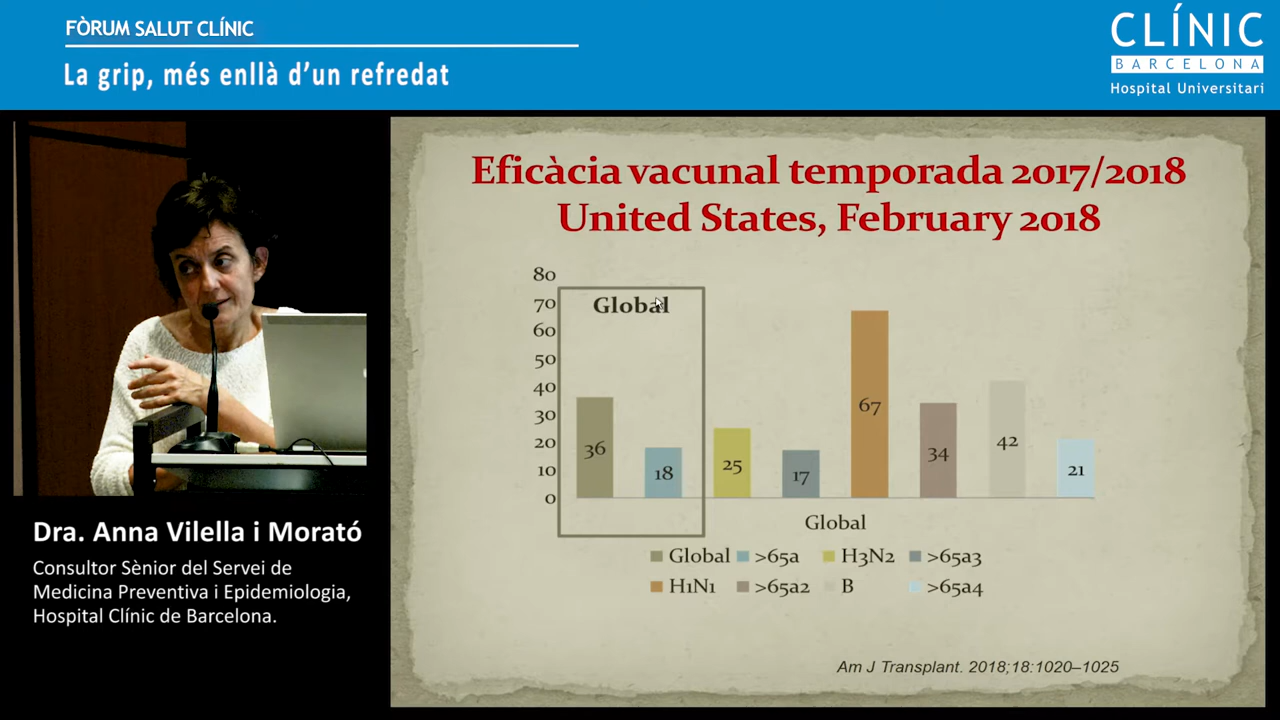 FÒRUM SALUT CLÍNIC
La grip, més enllà d'un refredat
CLÍNIC
BARCELONA
Hospital Universitari
Eficàcia vacunal temporada 2017/2018
United States, February 2018
80
70
60
50
40
30
20
10
0
Global
36
18
25
17
67
34
42
21
Global
Global >65a H3N2 >65a3
H1N1 >65a2 B >65a4
Am J Transplant. 2018;18:1020–1025
Dra. Anna Vilella i Morató
Consultor Sènior del Servei de
Medicina Preventiva i Epidemiologia,
Hospital Clínic de Barcelona.